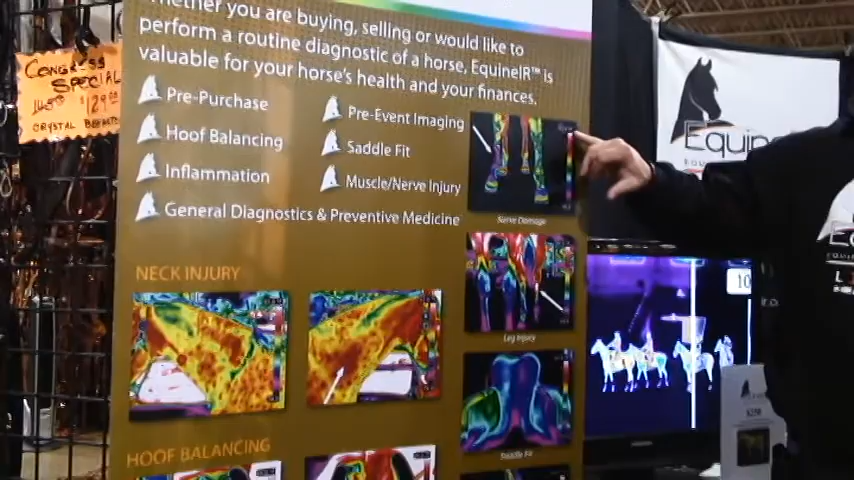 Whether you are buying, selling or would like to
perform a routine diagnostic of a horse, EquineIR™ is
valuable for your horse's health and your finances.
Pre-Purchase
Hoof Balancing
Inflammation
General Diagnostics & Preventive Medicine
Pre-Event Imaging
Saddle Fit
Muscle/Nerve Injury
Nerve Damage
NECK INJURY
Leg Injury
HOOF BALANCING
Saddle Fit
CONGRESS
SPECIAL
$129.00
CRYSTAL
Equine
10